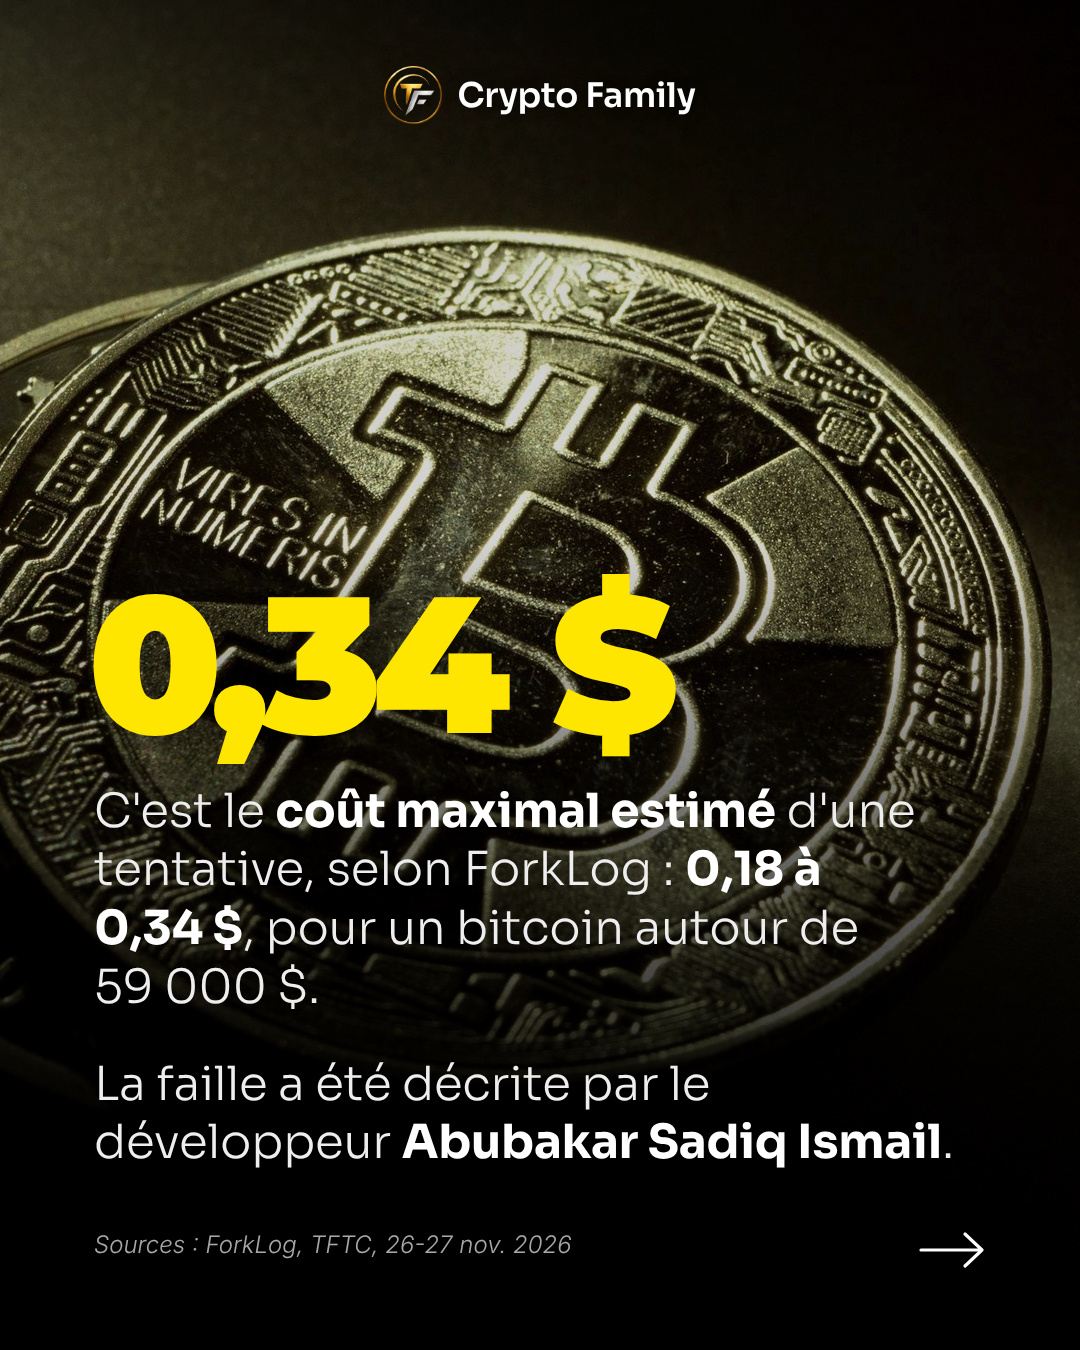 TF Crypto Family
VIRES IN
NUMERIS
0,34 $
C'est le coût maximal estimé d'une
tentative, selon ForkLog : 0,18 à
0,34 $, pour un bitcoin autour de
59 000 $.
La faille a été décrite par le
développeur Abubakar Sadiq Ismail.
Sources : ForkLog, TFTC, 26-27 nov. 2026